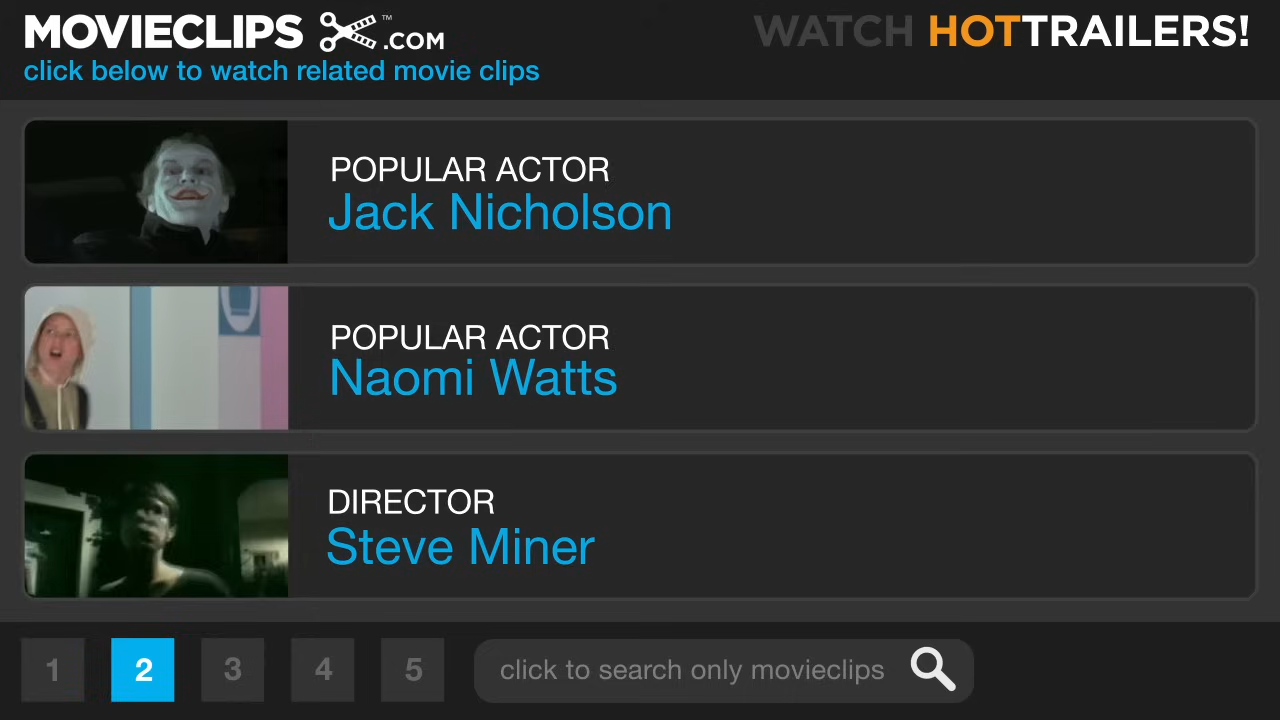 MOVIECLIPS ™ .COM
WATCH HOTTRAILERS!
click below to watch related movie clips
POPULAR ACTOR
Jack Nicholson
POPULAR ACTOR
Naomi Watts
DIRECTOR
Steve Miner
1 2 3 4 5 click to search only movieclips